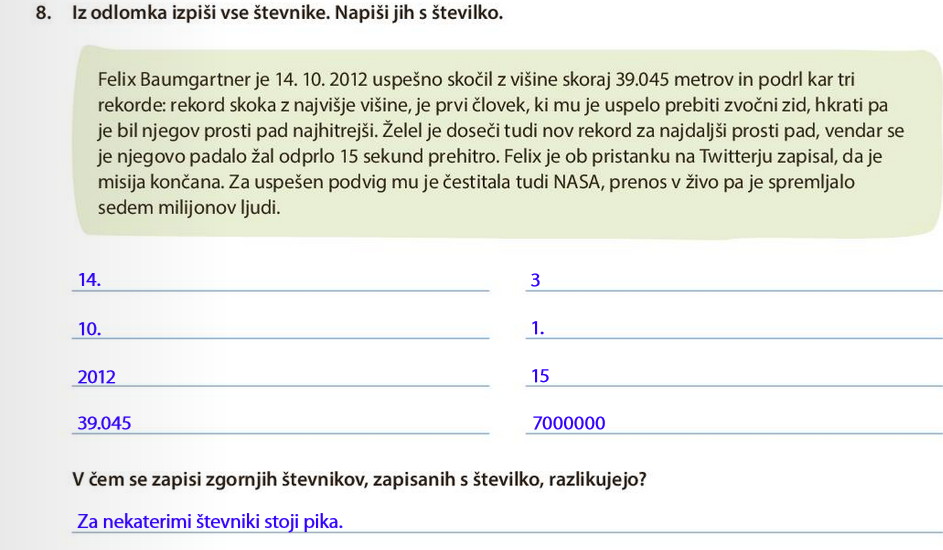 8. Iz odlomka izpiši vse števnike. Napiši jih s številko.
Felix Baumgartner je 14. 10. 2012 uspešno skočil z višine skoraj 39.045 metrov in podrl kar tri
rekorde: rekord skoka z najvišje višine, je prvi človek, ki mu je uspelo prebiti zvočni zid, hkrati pa
je bil njegov prosti pad najhitrejši. Želel je doseči tudi nov rekord za najdaljši prosti pad, vendar se
je njegovo padalo žal odprlo 15 sekund prehitro. Felix je ob pristanku na Twitterju zapisal, da je
misija končana. Za uspešen podvig mu je čestitala tudi NASA, prenos v živo pa je spremljalo
sedem milijonov ljudi.
14. 3
10. 1.
2012 15
39.045 7000000
V čem se zapisi zgornjih števnikov, zapisanih s številko, razlikujejo?
Za nekaterimi števniki stoji pika.